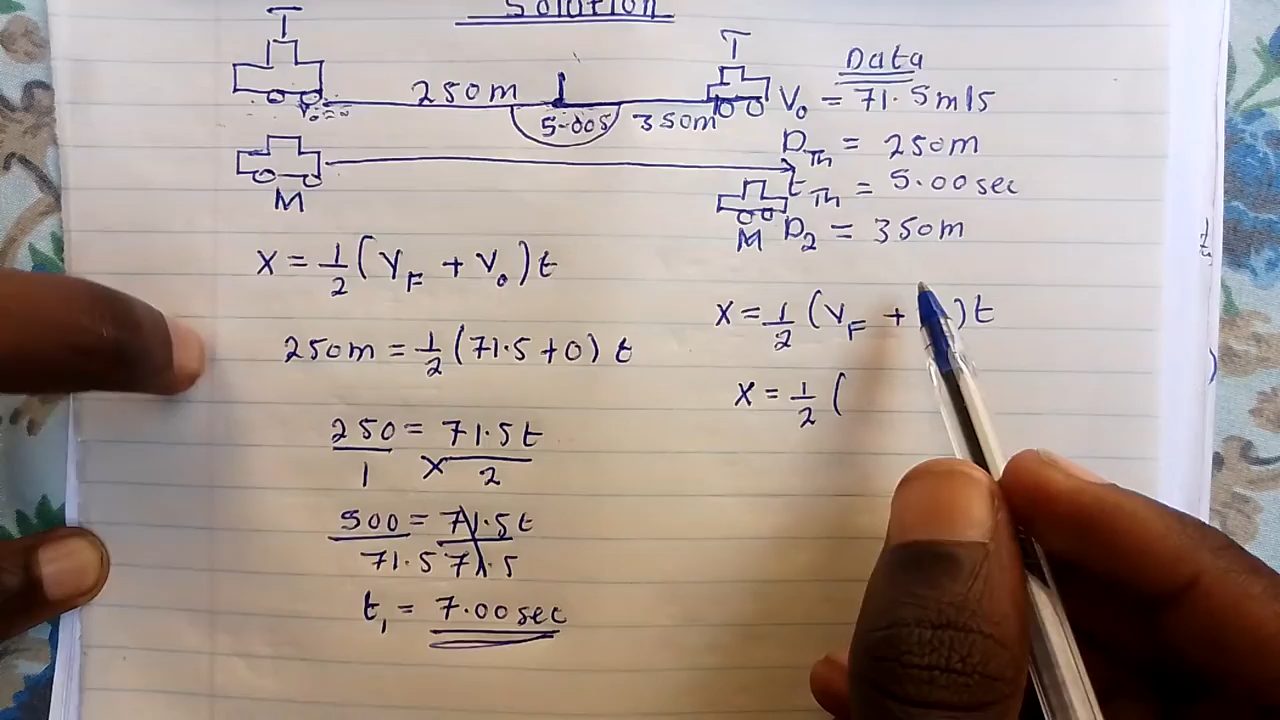 Solution
T
T
Data
250m
V₀ = 71.5m/s
V₀=0
5.00s
350m
D_Th = 250m
t_Th = 5.00sec
M
M
D₂ = 350m
X = 1/2 (V_F + V₀)t
250m = 1/2 (71.5+0) t
250/1 = 71.5t/2
X
500/71.5 = 71.5t/71.5
t₁ = 7.00sec
X = 1/2 (V_F + )t
X = 1/2 (